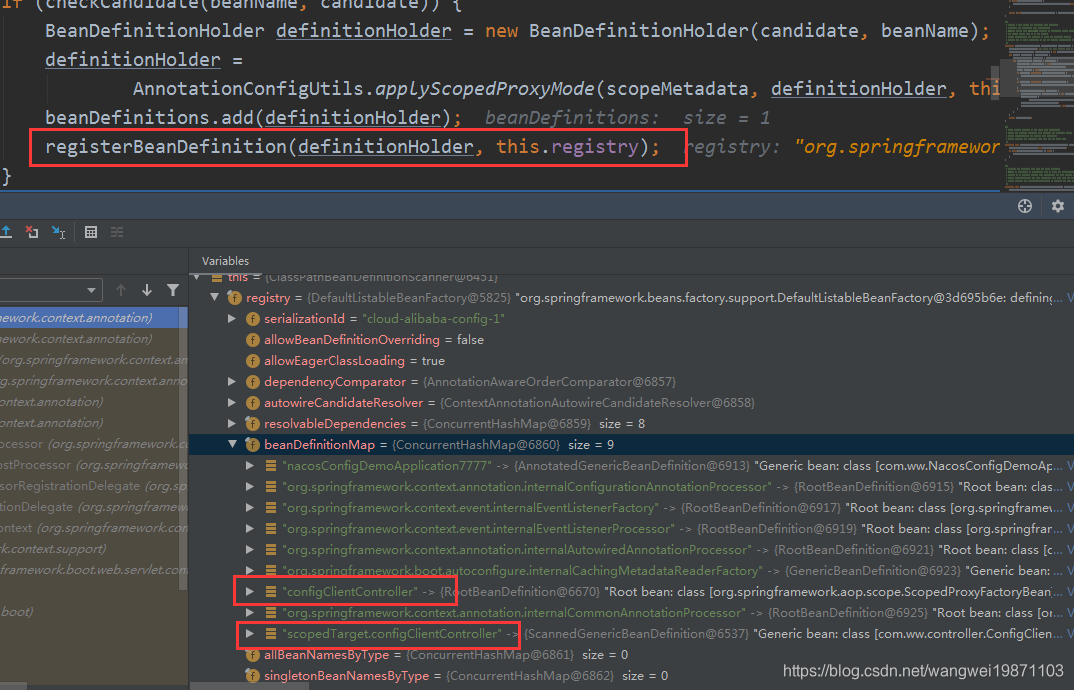 if (checkCandidate(beanName, candidate)) {
BeanDefinitionHolder definitionHolder = new BeanDefinitionHolder(candidate, beanName);
definitionHolder =
AnnotationConfigUtils.applyScopedProxyMode(scopeMetadata, definitionHolder, thi
beanDefinitions.add(definitionHolder); beanDefinitions: size = 1
registerBeanDefinition(definitionHolder, this.registry); registry: "org.springframewor
}
Variables
this = {ClassPathBeanDefinitionScanner@6451}
registry = {DefaultListableBeanFactory@5825} "org.springframework.beans.factory.support.DefaultListableBeanFactory@3d695b6e: defining... V
ework.context.annotation)
serializationId = "cloud-alibaba-config-1"
ework.context.annotation)
allowBeanDefinitionOverriding = false
(org.springframework.context.an
allowEagerClassLoading = true
rg.springframework.context.anno
dependencyComparator = {AnnotationAwareOrderComparator@6857}
ontext.annotation)
autowireCandidateResolver = {ContextAnnotationAutowireCandidateResolver@6858}
ontext.annotation)
resolvableDependencies = {ConcurrentHashMap@6859} size = 8
ocessor (org.springframework.c
beanDefinitionMap = {ConcurrentHashMap@6860} size = 9
ostProcessor (org.springframewo
"nacosConfigDemoApplication7777" -> {AnnotatedGenericBeanDefinition@6913} "Generic bean: class [com.ww.NacosConfigDemoAp... V
sorRegistrationDelegate (org.sp
"org.springframework.context.annotation.internalConfigurationAnnotationProcessor" -> {RootBeanDefinition@6915} "Root bean: clas... V
tionDelegate (org.springframewo
"org.springframework.context.event.internalEventListenerFactory" -> {RootBeanDefinition@6917} "Root bean: class [org.springframew... V
ontext (org.springframework.con
"org.springframework.context.event.internalEventListenerProcessor" -> {RootBeanDefinition@6919} "Root bean: class [org.springfram... V
rk.context.support)
"org.springframework.context.annotation.internalAutowiredAnnotationProcessor" -> {RootBeanDefinition@6921} "Root bean: class [c... V
framework.boot.web.servlet.cont
"org.springframework.boot.autoconfigure.internalCachingMetadataReaderFactory" -> {GenericBeanDefinition@6923} "Generic bean: ... V
"configClientController" -> {RootBeanDefinition@6670} "Root bean: class [org.springframework.aop.scope.ScopedProxyFactoryBean]... V
boot)
"org.springframework.context.annotation.internalCommonAnnotationProcessor" -> {RootBeanDefinition@6925} "Root bean: class [or... V
"scopedTarget.configClientController" -> {ScannedGenericBeanDefinition@6537} "Generic bean: class [com.ww.controller.ConfigClien... V
allBeanNamesByType = {ConcurrentHashMap@6861} size = 0
singletonBeanNamesByType = {ConcurrentHashMap@6862} size = 0
https://blog.csdn.net/wangwei19871103